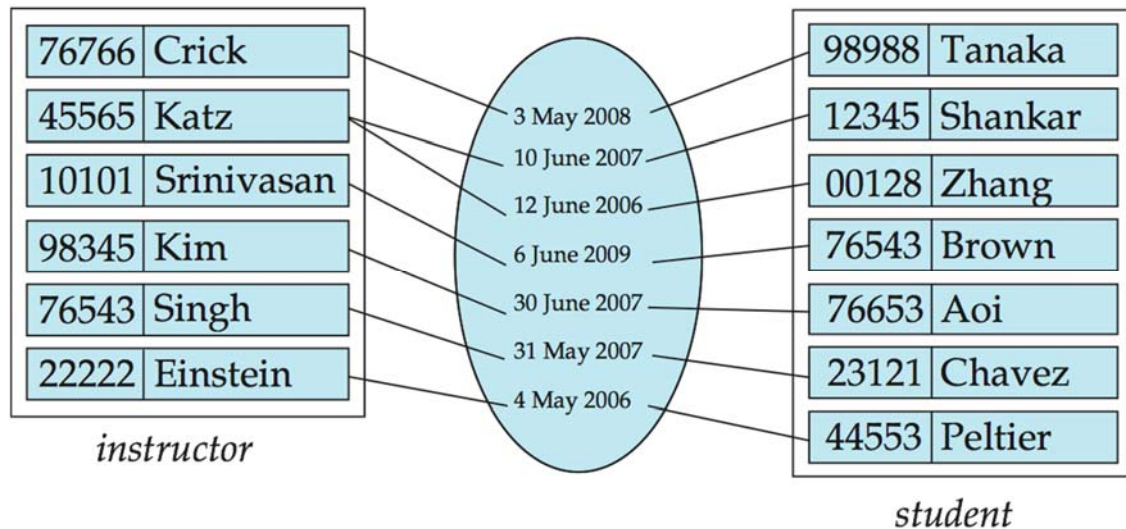 76766 Crick
45565 Katz
10101 Srinivasan
98345 Kim
76543 Singh
22222 Einstein
instructor
3 May 2008
10 June 2007
12 June 2006
6 June 2009
30 June 2007
31 May 2007
4 May 2006
98988 Tanaka
12345 Shankar
00128 Zhang
76543 Brown
76653 Aoi
23121 Chavez
44553 Peltier
student